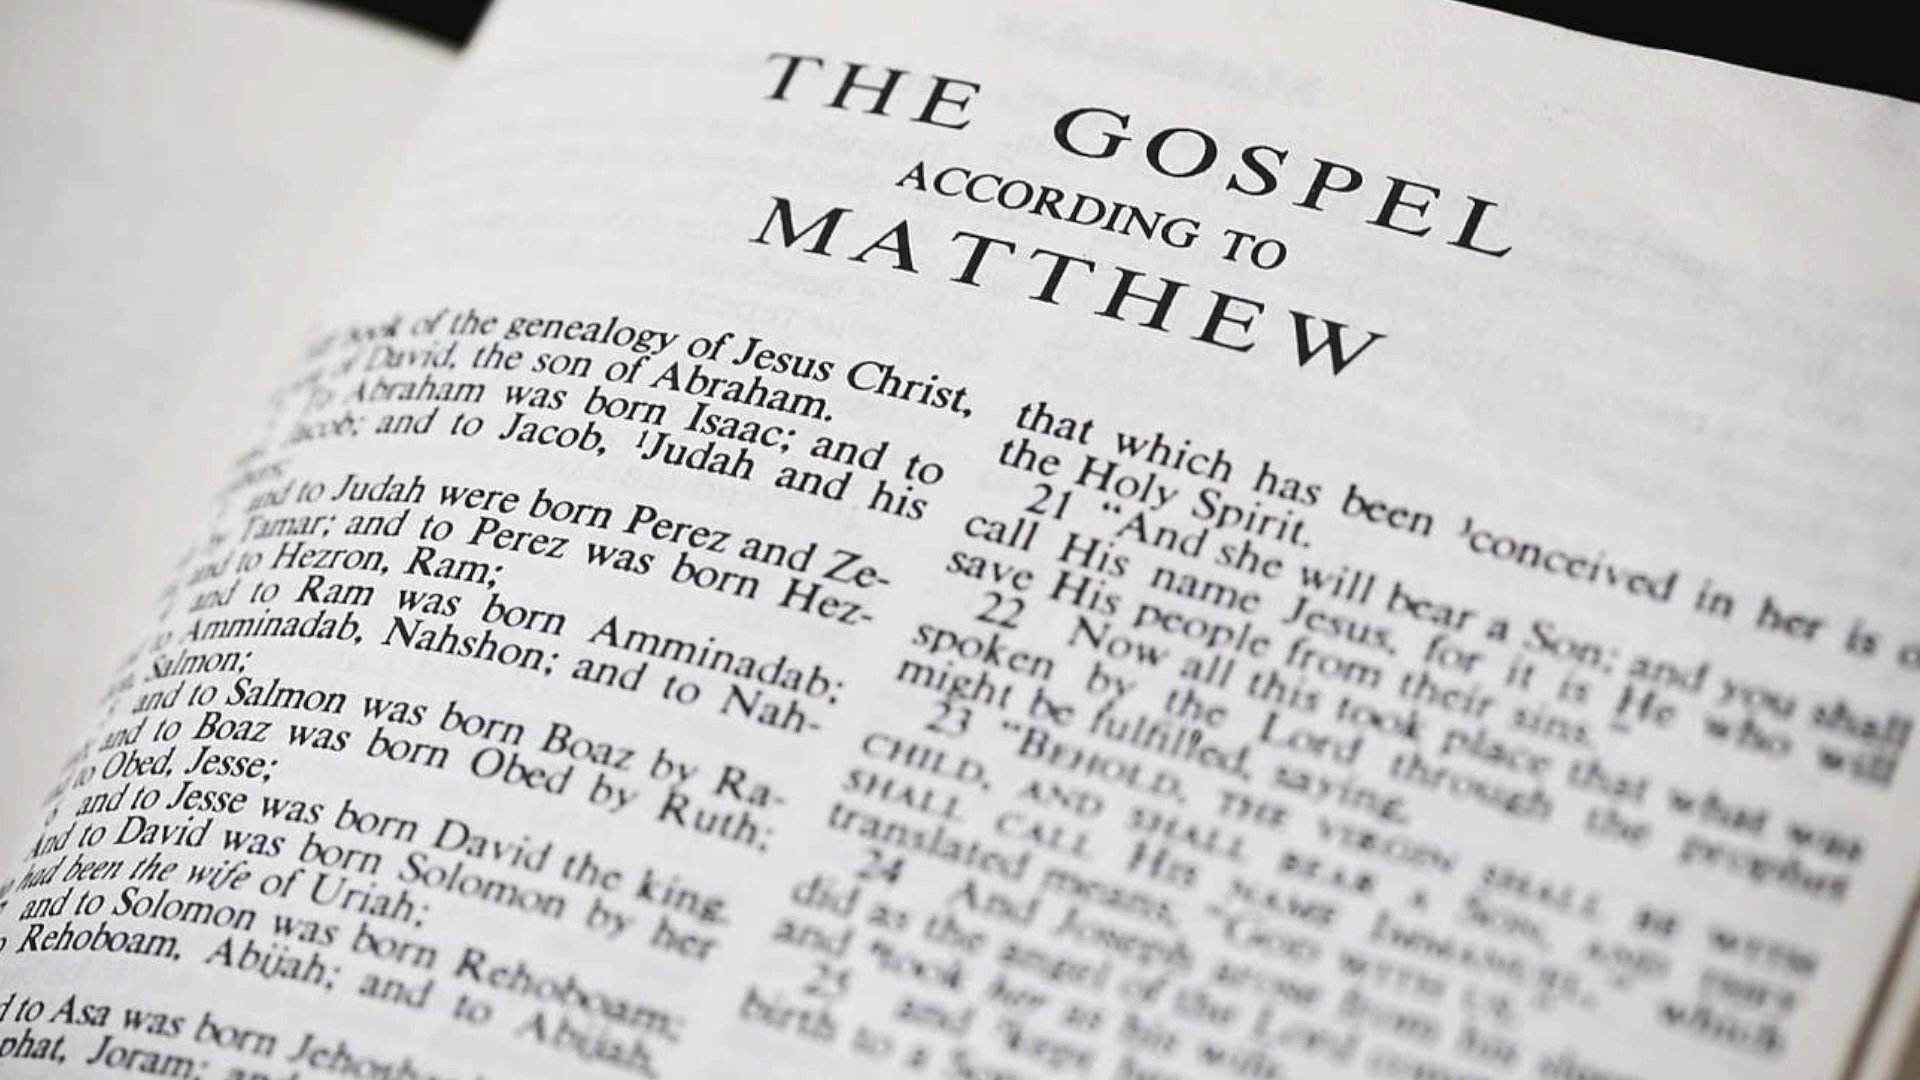 THE GOSPEL
ACCORDING TO
MATTHEW
book of the genealogy of Jesus Christ,
of David, the son of Abraham.
To Abraham was born Isaac; and to
Jacob; and to Jacob, ¹Judah and his
and to Judah were born Perez and Ze-
by Tamar; and to Perez was born Hez-
and to Hezron, Ram;
and to Ram was born Amminadab;
to Amminadab, Nahshon; and to Nah-
Salmon;
and to Salmon was born Boaz by Ra-
and to Boaz was born Obed by Ruth;
to Obed, Jesse;
6 and to Jesse was born David the king.
And to David was born Solomon by her
had been the wife of Uriah;
and to Solomon was born Rehoboam;
Rehoboam, Abijah; and to Abijah,
to Asa was born
phat, Joram;
that which has been ¹conceived in her is
the Holy Spirit.
21 “And she will bear a Son; and you shall
call His name Jesus, for it is He who will
save His people from their sins.”
22 Now all this took place that what was
spoken by the Lord through the prophet
might be fulfilled, saying,
23 “BEHOLD, THE VIRGIN SHALL BE WITH
CHILD, AND SHALL BEAR A SON, AND THEY
SHALL CALL HIS NAME IMMANUEL,” which
translated means, “GOD WITH US.”
24 And Joseph arose from his
did as the angel of the Lord
and *took her as his wife,
25 and
birth to a Son